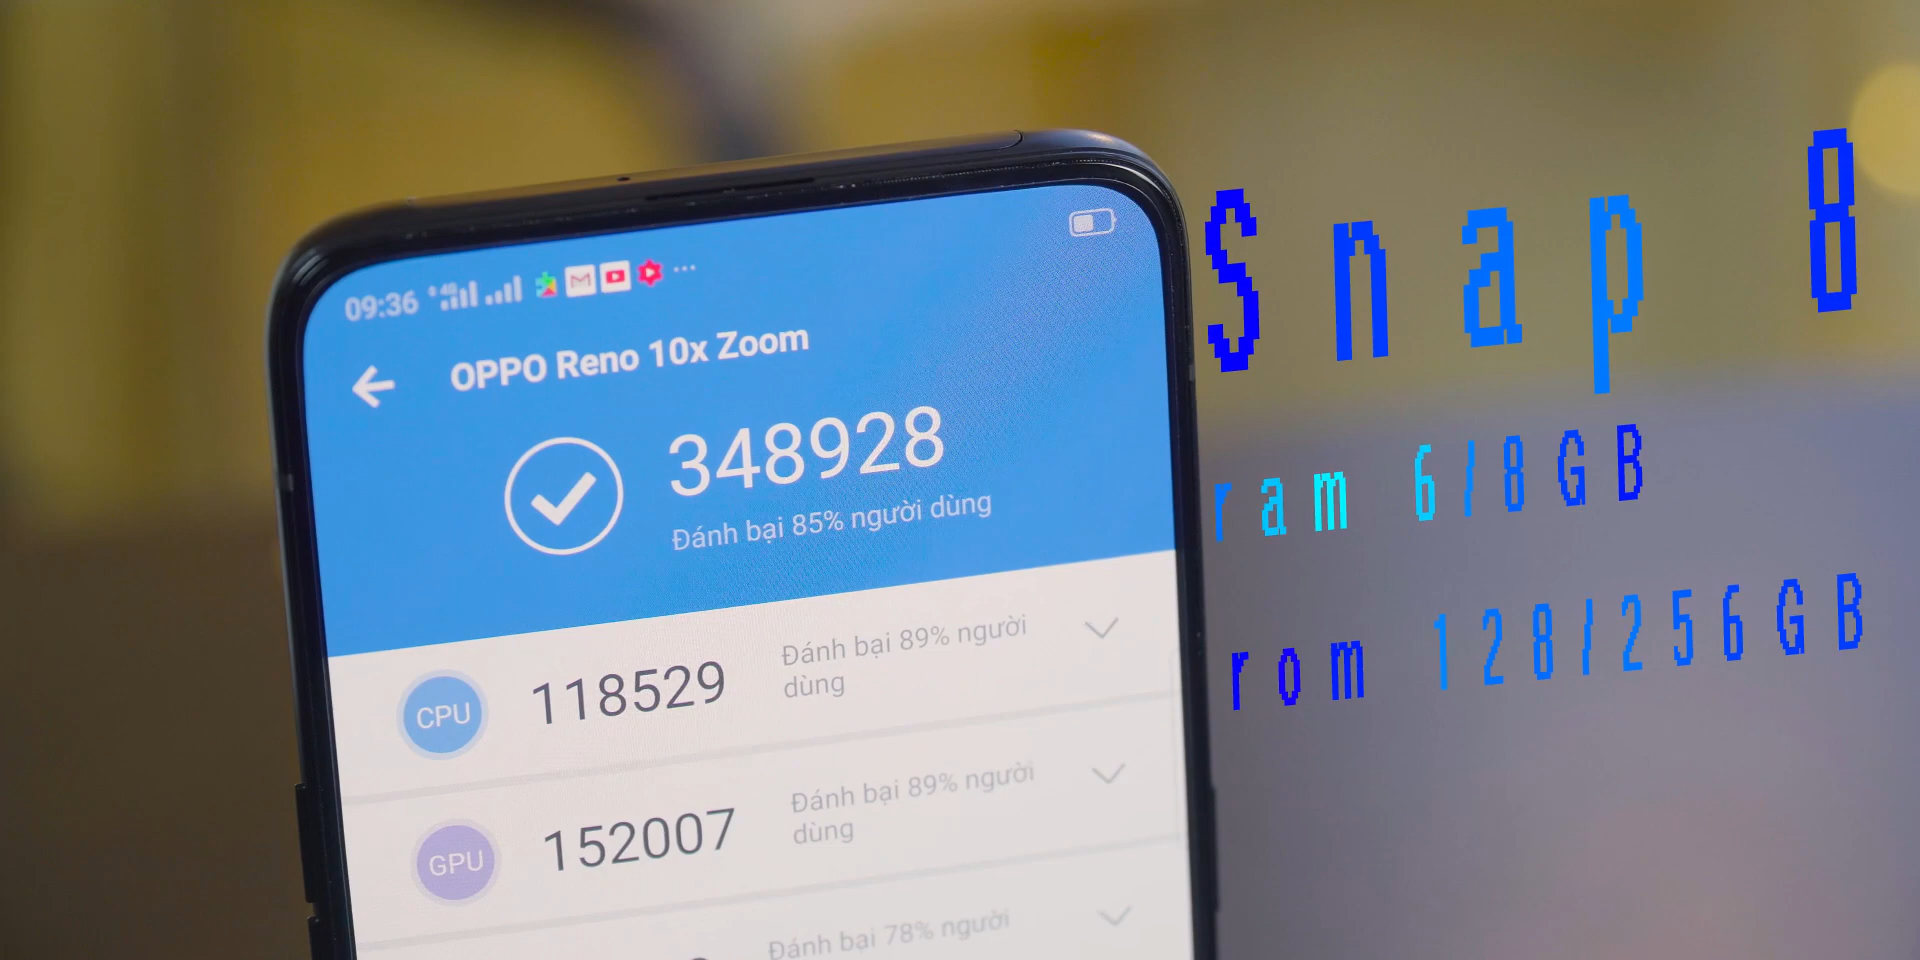 09:36
OPPO Reno 10x Zoom
348928
Đánh bại 85% người dùng
CPU 118529 Đánh bại 89% người
dùng
GPU 152007 Đánh bại 89% người
dùng
Đánh bại 78% người
Snap 8
ram 6/8GB
rom 128/256GB